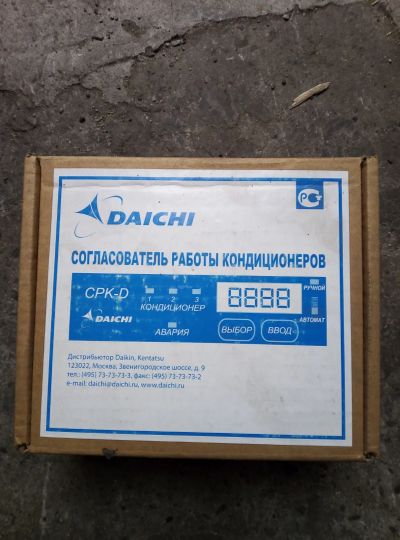 DAICHI
СОГЛАСОВАТЕЛЬ РАБОТЫ КОНДИЦИОНЕРОВ
СРК-D
1 2 3
КОНДИЦИОНЕР
8888
РУЧНОЙ
АВТОМАТ
DAICHI
АВАРИЯ
ВЫБОР
ВВОД
Дистрибьютор Daikin, Kentatsu
123022, Москва, Звенигородское шоссе, д. 9
тел.: (495) 73-73-73-3, факс: (495) 73-73-73-2
e-mail: daichi@daichi.ru, www.daichi.ru